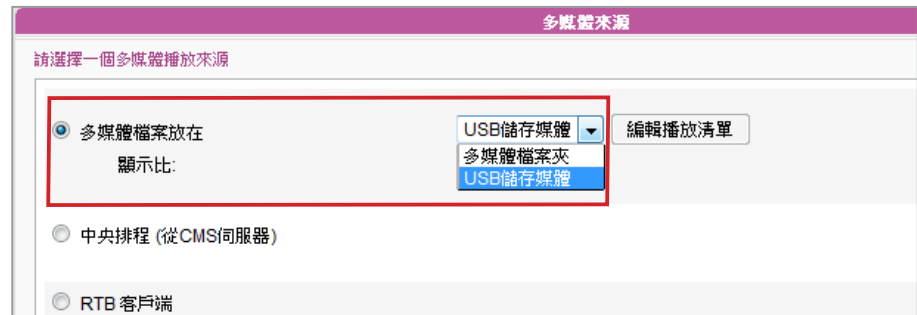 多媒體來源
請選擇一個多媒體播放來源
多媒體檔案放在 USB儲存媒體 編輯播放清單
顯示比: 多媒體檔案夾
USB儲存媒體
中央排程 (從CMS伺服器)
RTB 客戶端